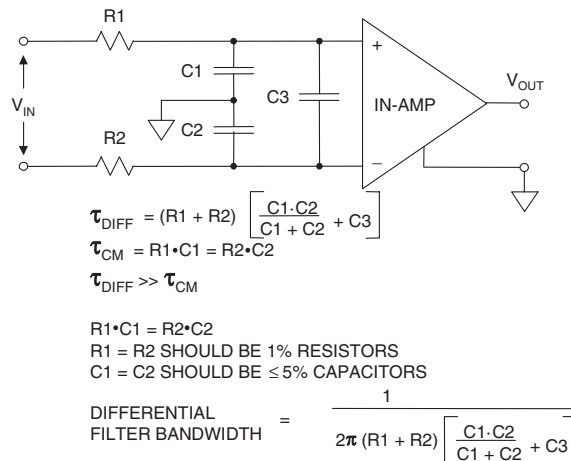 R1
+
C1
V_OUT
C3
V_IN
IN-AMP
C2
R2
–
τ_DIFF = (R1 + R2) [ C1·C2 / C1 + C2 + C3 ]
τ_CM = R1•C1 = R2•C2
τ_DIFF >> τ_CM
R1•C1 = R2•C2
R1 = R2 SHOULD BE 1% RESISTORS
C1 = C2 SHOULD BE ≤ 5% CAPACITORS
DIFFERENTIAL
FILTER BANDWIDTH = 1 / 2π (R1 + R2) [ C1·C2 / C1 + C2 + C3 ]